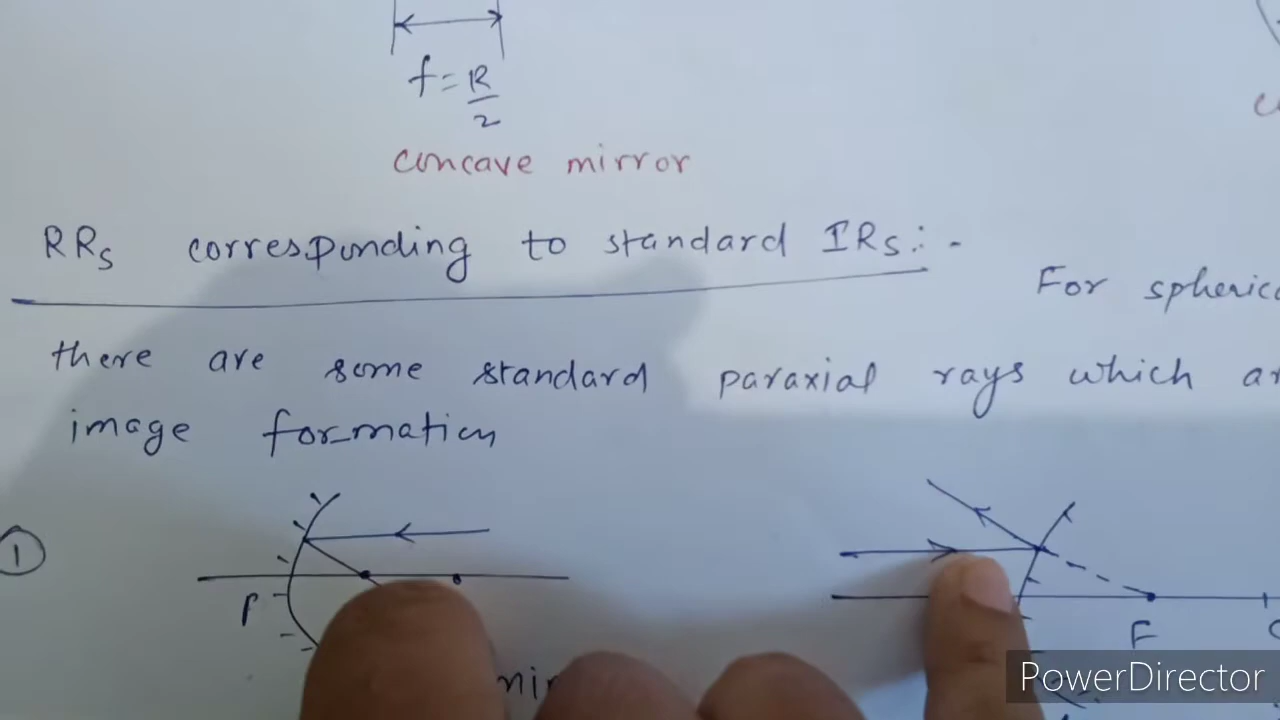 f = R/2
concave mirror
RRs corresponding to standard IRs:-
For spheric
there are some standard paraxial rays which ar
image formation
1
P
F
PowerDirector